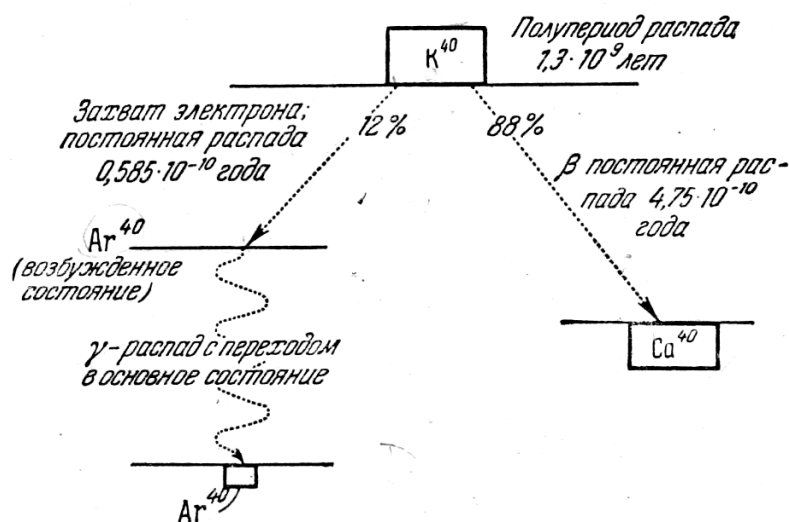 K⁴⁰
Полупериод распада
1,3·10⁹ лет
Захват электрона;
постоянная распада
0,585·10⁻¹⁰ года
12%
88%
β постоянная рас-
пада 4,75·10⁻¹⁰
года
Ar⁴⁰
(возбужденное
состояние)
Ca⁴⁰
γ-распад с переходом
в основное состояние
Ar⁴⁰